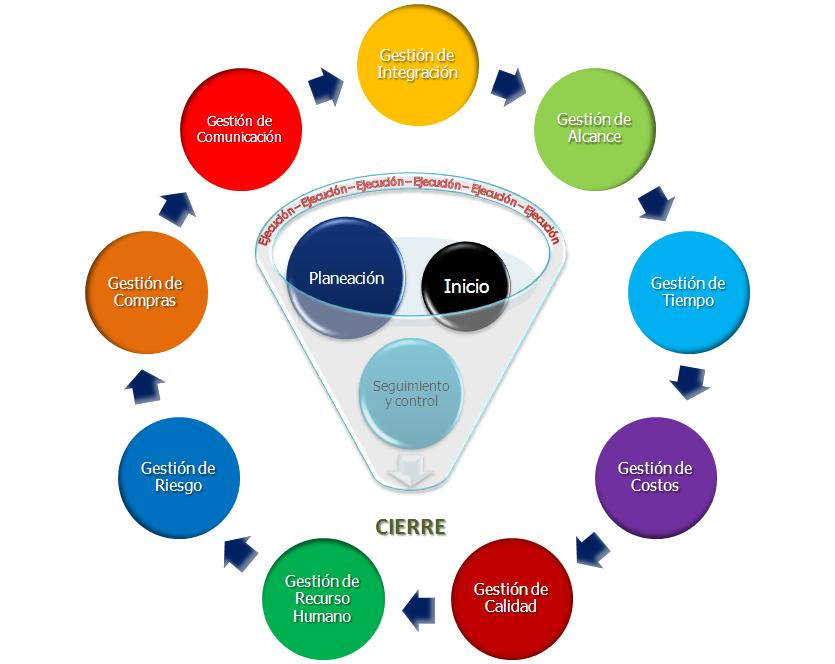 Gestión de
Integración
Gestión de
Alcance
Gestión de
Tiempo
Gestión de
Costos
Gestión de
Calidad
Gestión de
Recurso
Humano
Gestión de
Riesgo
Gestión de
Compras
Gestión de
Comunicación
Ejecución – Ejecución – Ejecución – Ejecución – Ejecución – Ejecución
Planeación
Inicio
Seguimiento
y control
CIERRE